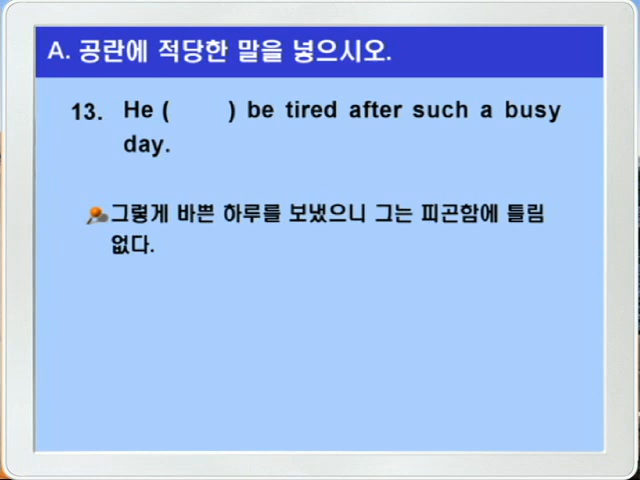 A. 공란에 적당한 말을 넣으시오.
13. He (      ) be tired after such a busy
day.
그렇게 바쁜 하루를 보냈으니 그는 피곤함에 틀림
없다.